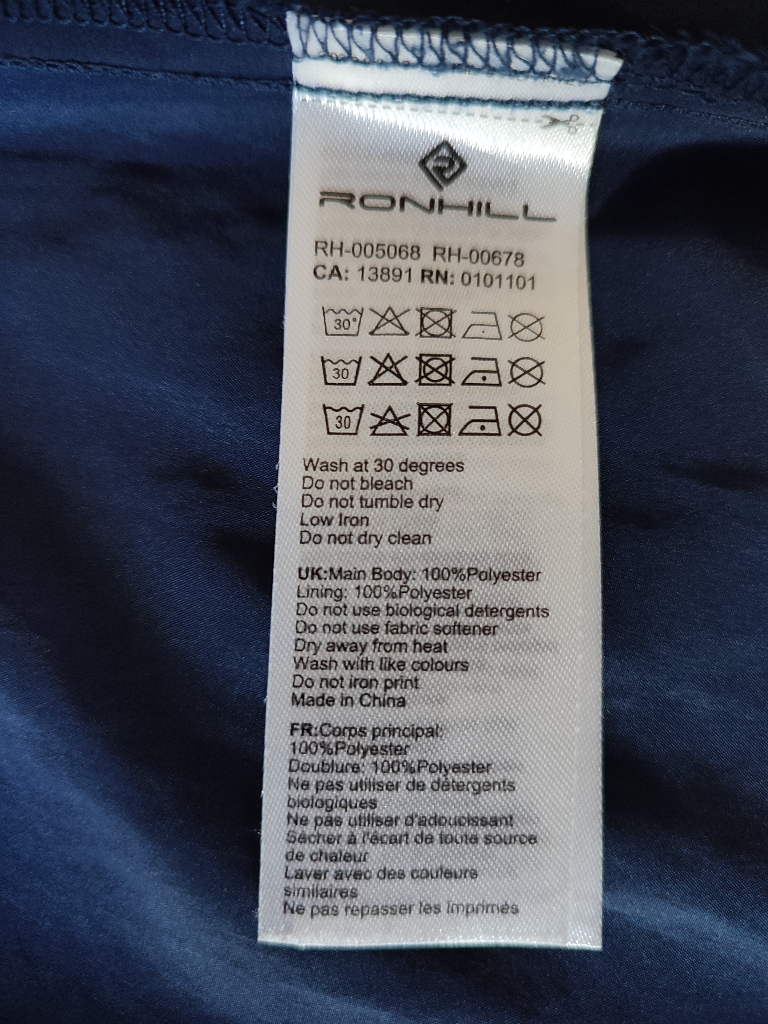 RONHILL
RH-005068 RH-00678
CA: 13891 RN: 0101101
30°
30
30
Wash at 30 degrees
Do not bleach
Do not tumble dry
Low Iron
Do not dry clean
UK:Main Body: 100%Polyester
Lining: 100%Polyester
Do not use biological detergents
Do not use fabric softener
Dry away from heat
Wash with like colours
Do not iron print
Made in China
FR:Corps principal:
100%Polyester
Doublure: 100%Polyester
Ne pas utiliser de détergents
biologiques
Ne pas utiliser d'adoucissant
Sécher à l'écart de toute source
de chaleur
Laver avec des couleurs
similaires
Ne pas repasser les imprimés